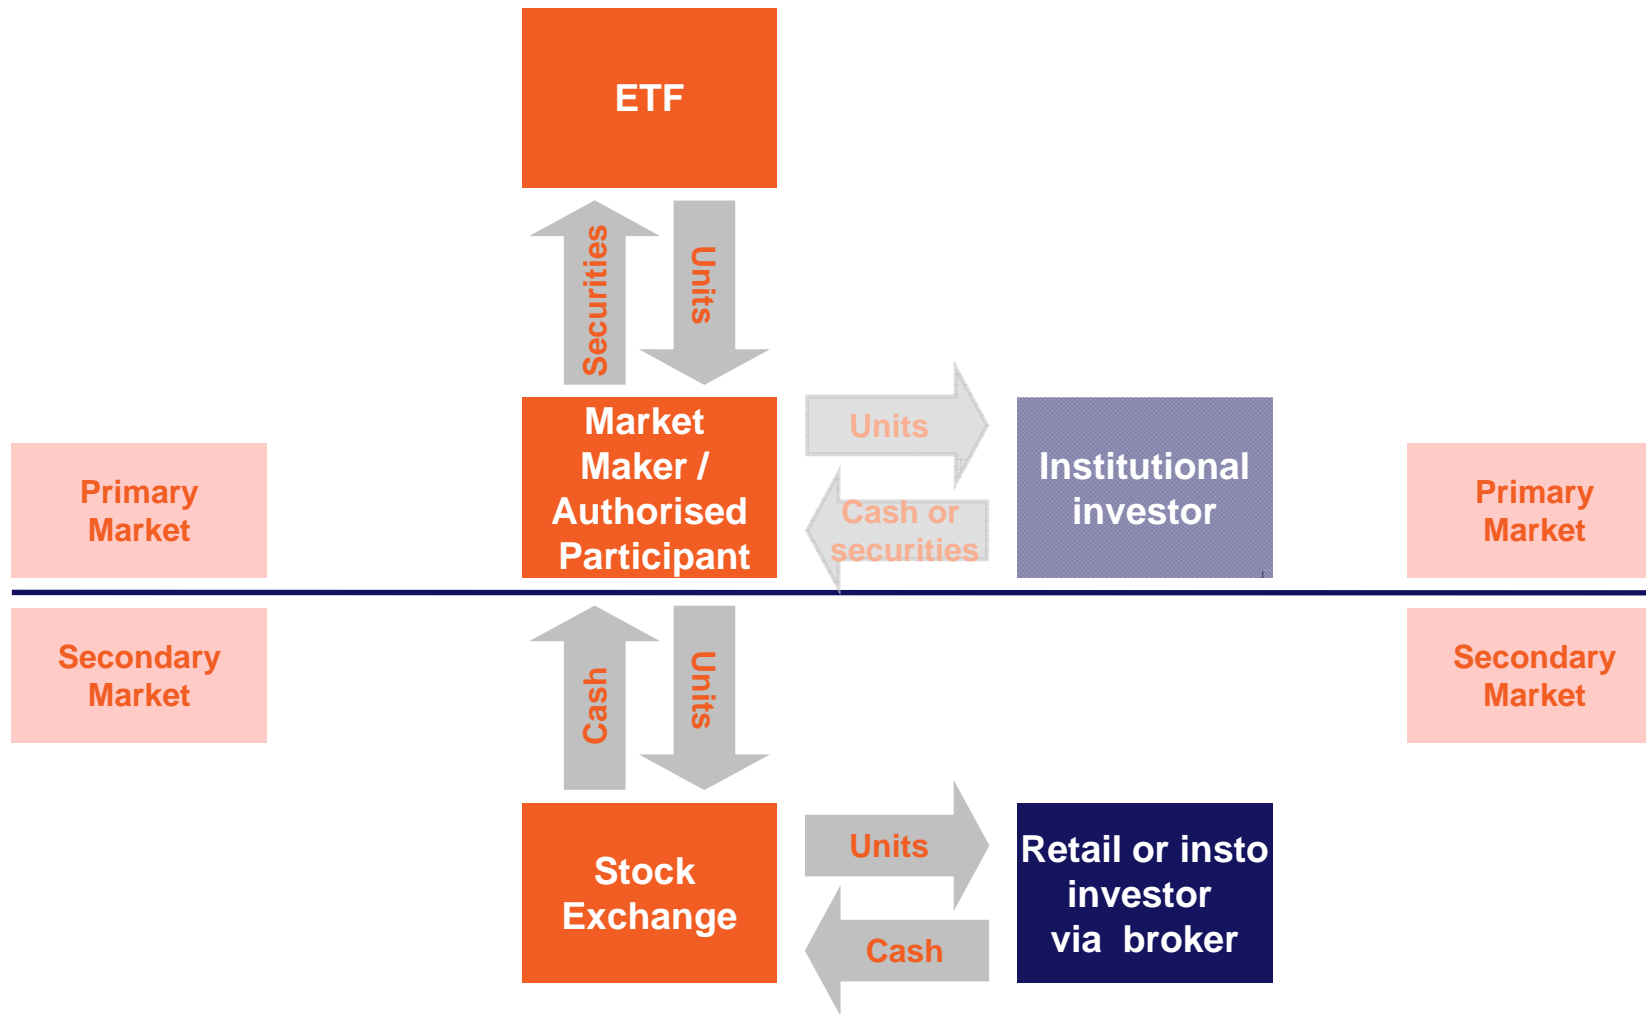 ETF
Securities
Units
Market
Maker /
Authorised
Participant
Units
Cash or
securities
Institutional
investor
Primary
Market
Primary
Market
Secondary
Market
Secondary
Market
Cash
Units
Stock
Exchange
Units
Cash
Retail or insto
investor
via broker